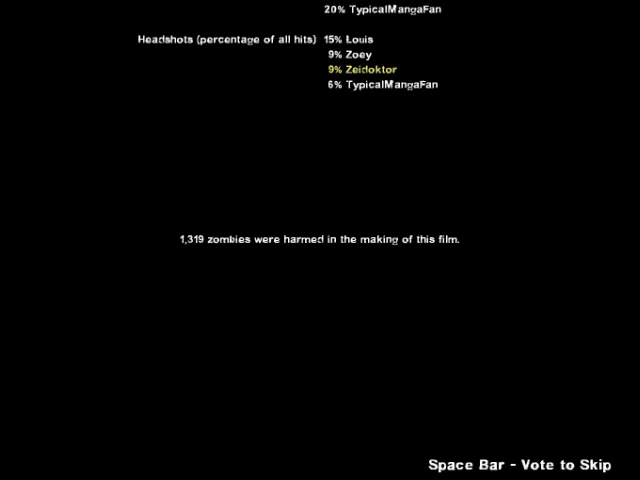 20% TypicalMangaFan
Headshots (percentage of all hits) 15% Louis
9% Zoey
9% Zeidoktor
6% TypicalMangaFan
1,319 zombies were harmed in the making of this film.
Space Bar - Vote to Skip